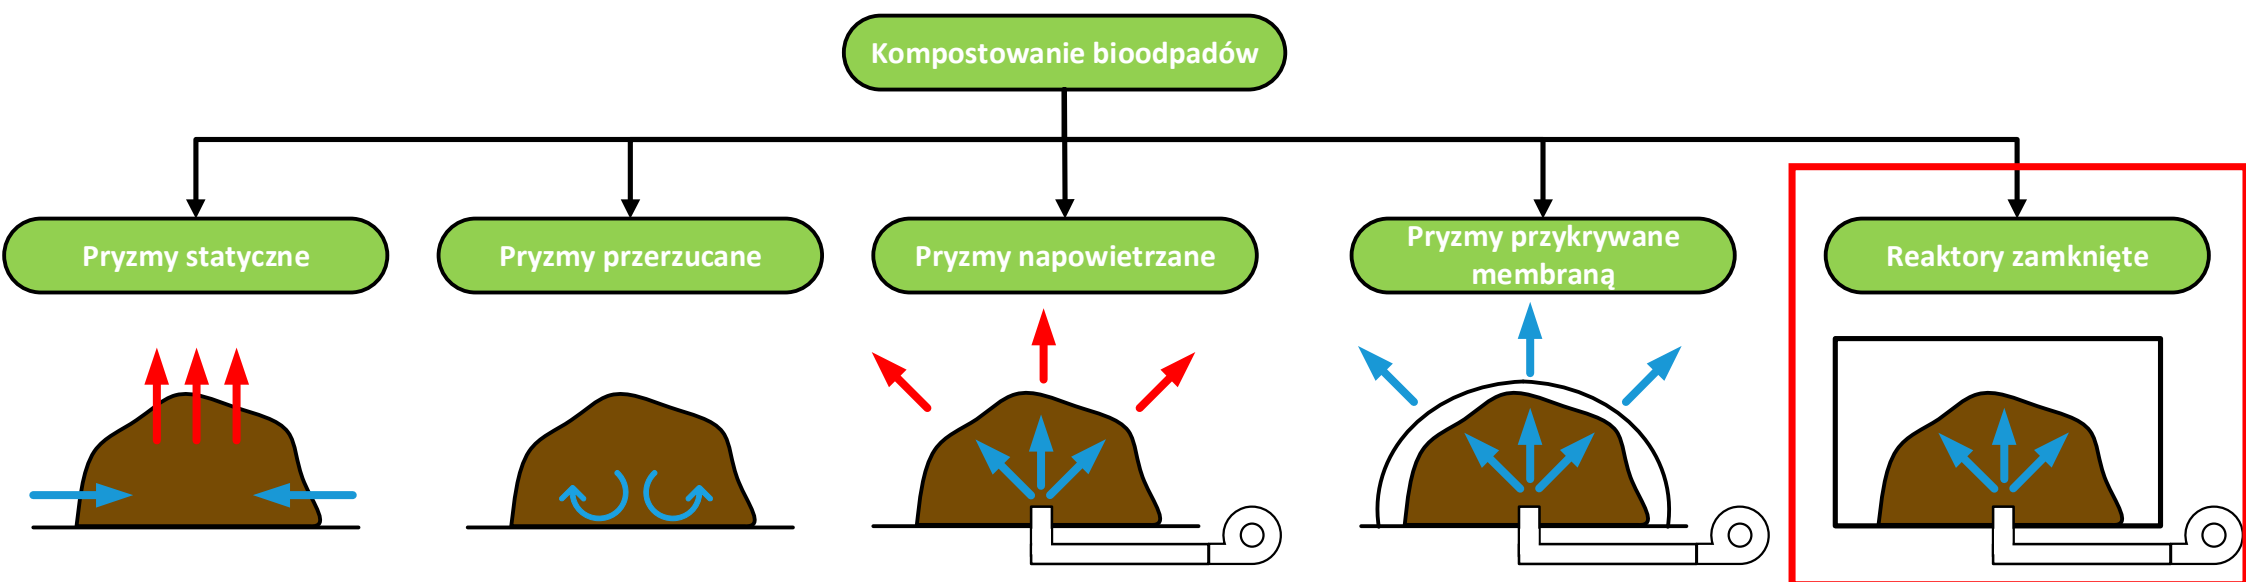 Kompostowanie bioodpadów
Pryzmy statyczne
Pryzmy przerzucane
Pryzmy napowietrzane
Pryzmy przykrywane
membraną
Reaktory zamknięte